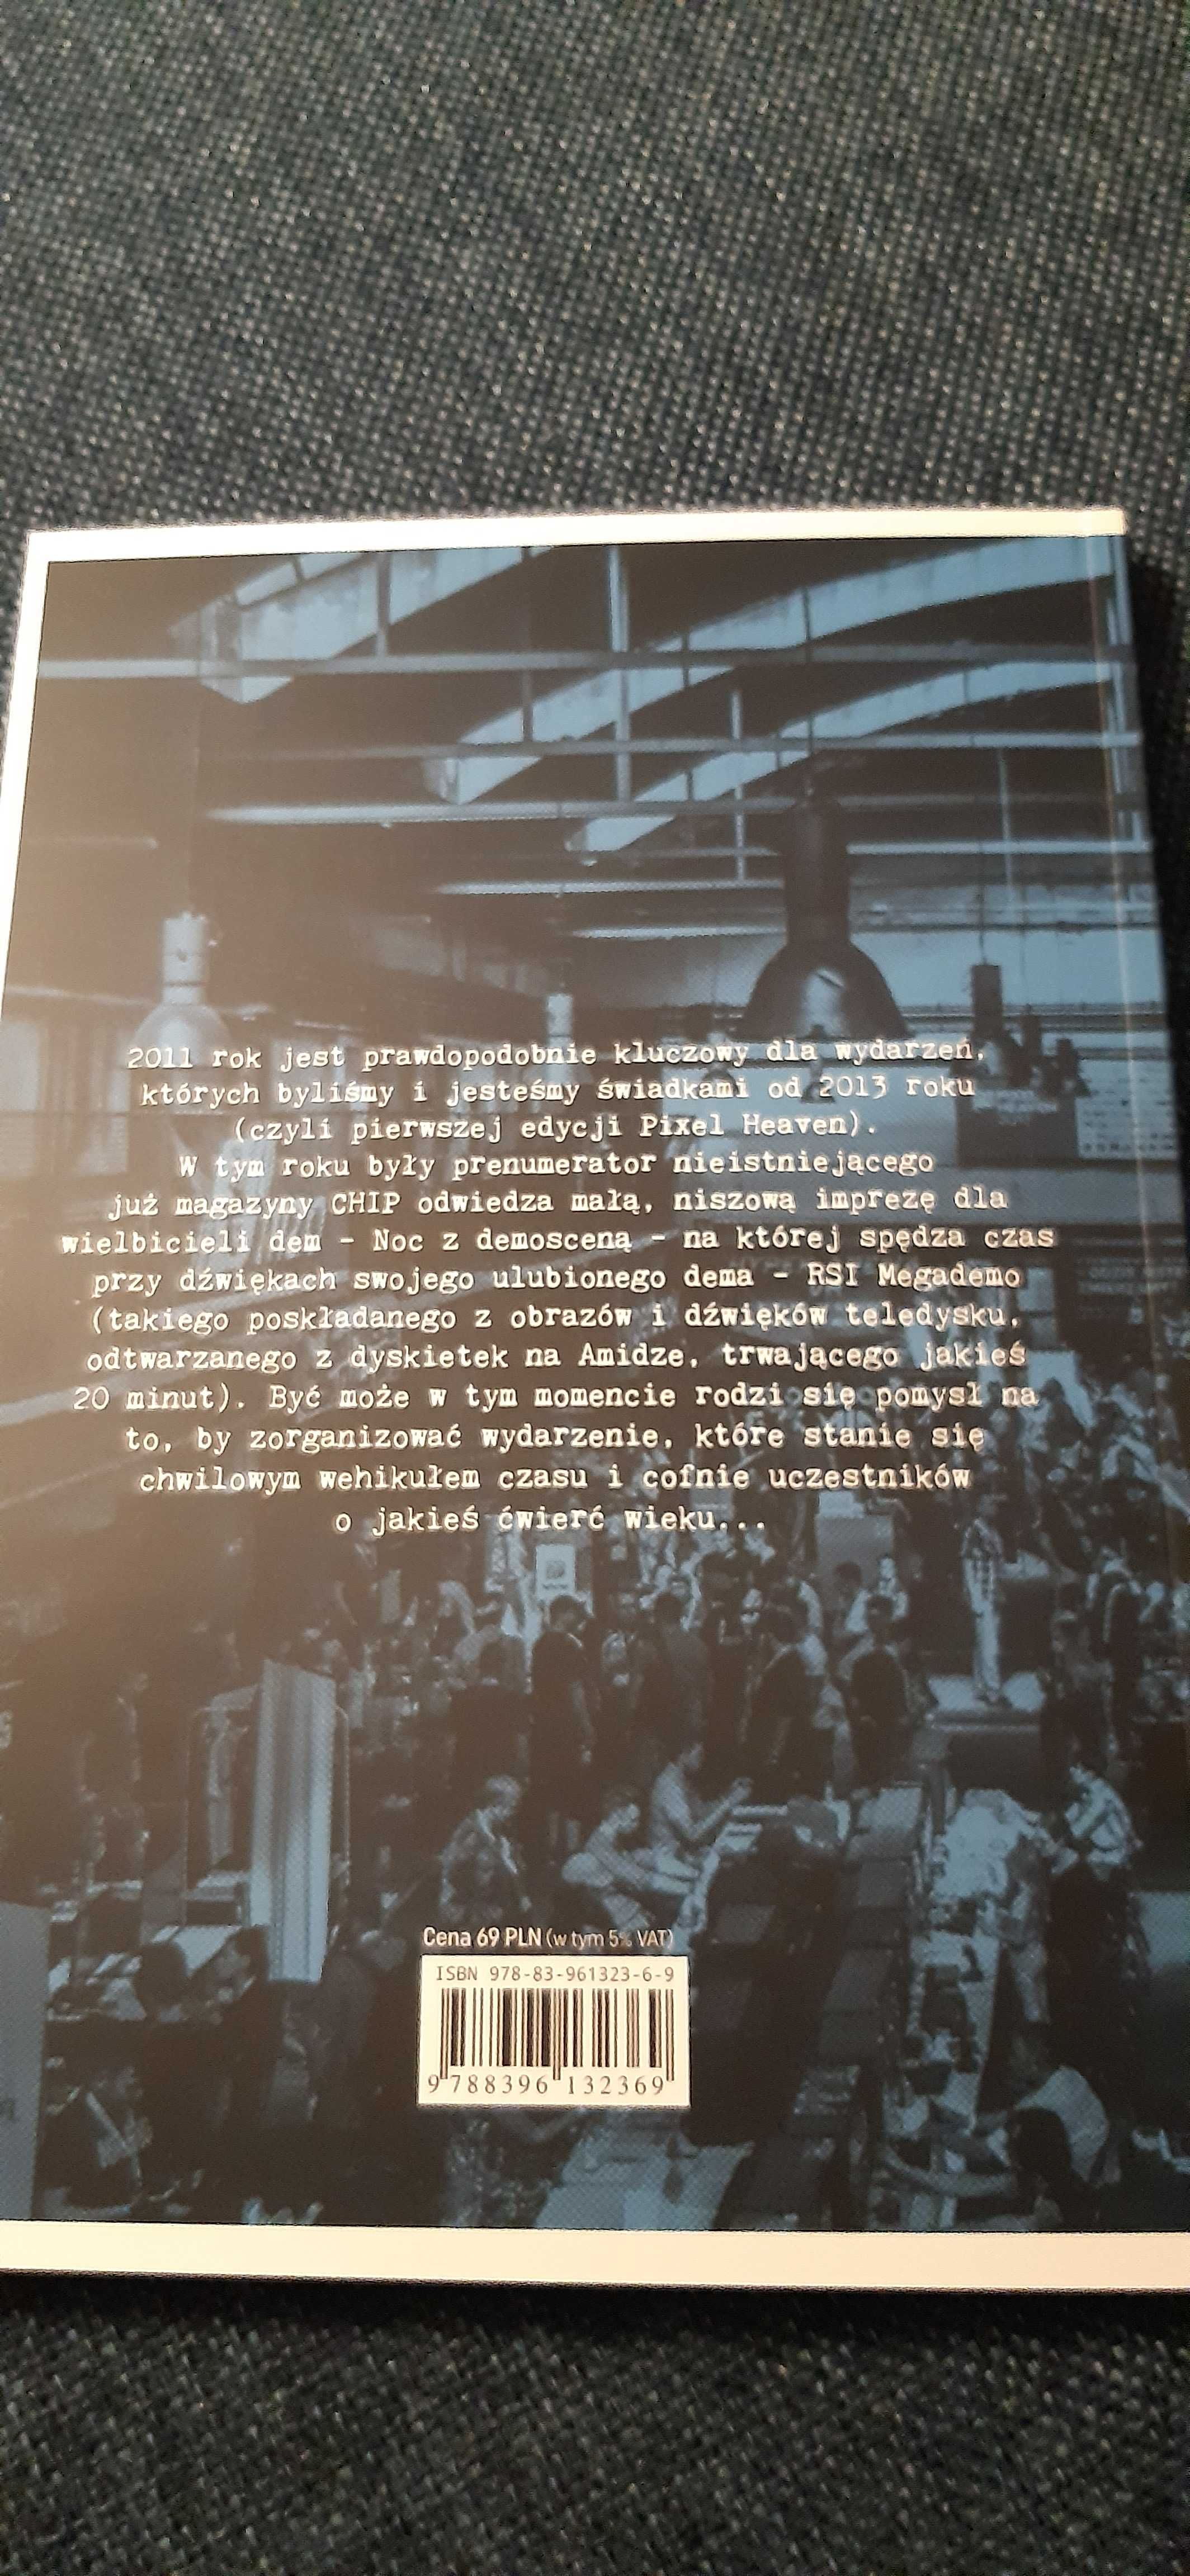 2011 rok jest prawdopodobnie kluczowy dla wydarzeń,
których byliśmy i jesteśmy świadkami od 2013 roku
(czyli pierwszej edycji Pixel Heaven).
W tym roku były prenumerator nieistniejącego
już magazyny CHIP odwiedza małą, niszową imprezę dla
wielbicieli dem - Noc z demosceną - na której spędza czas
przy dźwiękach swojego ulubionego dema - RSI Megademo
(takiego poskładanego z obrazów i dźwięków teledysku,
odtwarzanego z dyskietek na Amidze, trwającego jakieś
20 minut). Być może w tym momencie rodzi się pomysł na
to, by zorganizować wydarzenie, które stanie się
chwilowym wehikułem czasu i cofnie uczestników
o jakieś ćwierć wieku...
Cena 69 PLN (w tym 5% VAT)
ISBN 978-83-961323-6-9
9 788396 132369